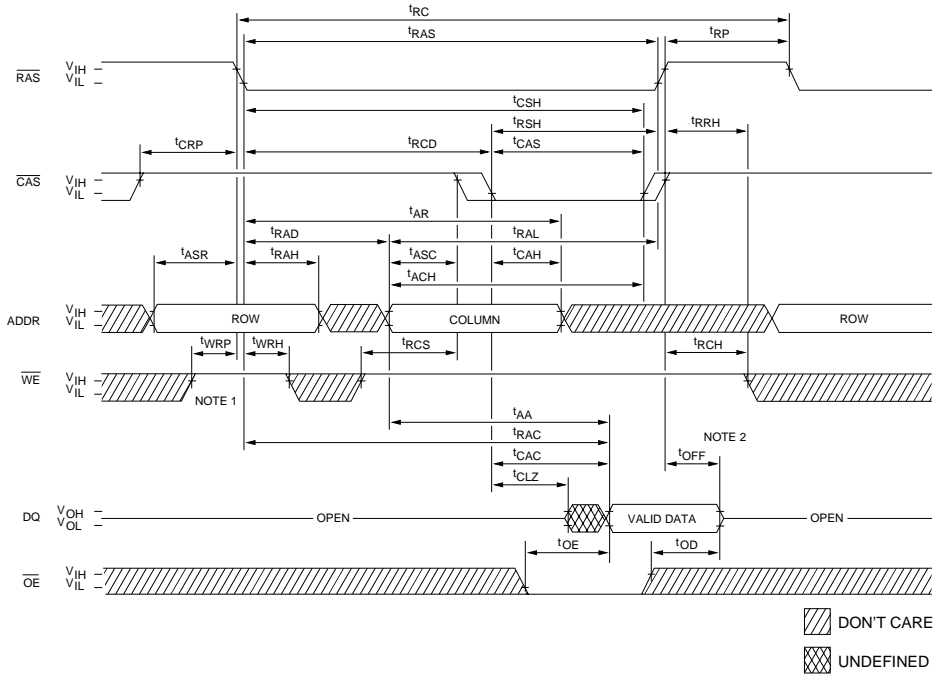 tRC
tRAS
tRP
RAS
VIH
VIL
tCSH
tRSH
tRRH
tCRP
tRCD
tCAS
CAS
VIH
VIL
tAR
tRAD
tRAL
tASR
tRAH
tASC
tCAH
tACH
ADDR
VIH
VIL
ROW
COLUMN
ROW
tWRP
tWRH
tRCS
tRCH
WE
VIH
VIL
NOTE 1
tAA
tRAC
NOTE 2
tCAC
tOFF
tCLZ
DQ
VOH
VOL
OPEN
VALID DATA
OPEN
tOE
tOD
OE
VIH
VIL
DON'T CARE
UNDEFINED